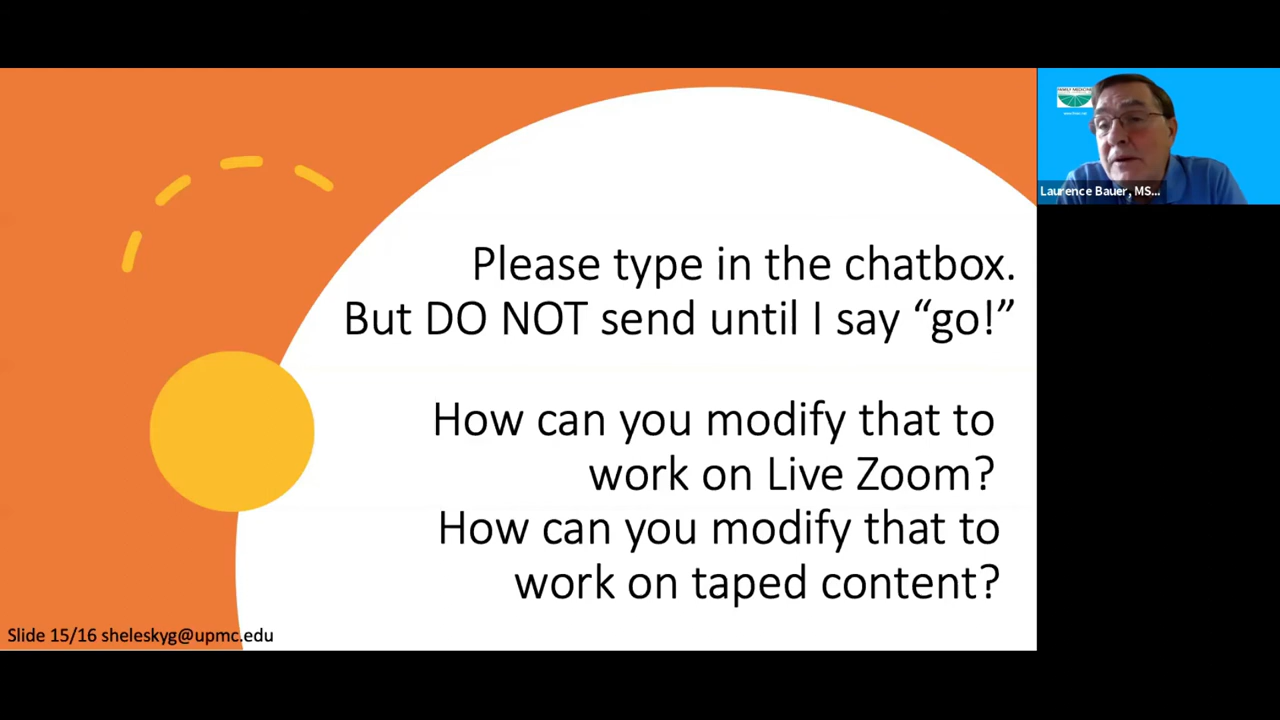 Please type in the chatbox.
But DO NOT send until I say “go!”
How can you modify that to
work on Live Zoom?
How can you modify that to
work on taped content?
Slide 15/16 sheleskyg@upmc.edu
FAMILY MEDICINE
Laurence Bauer, MS...